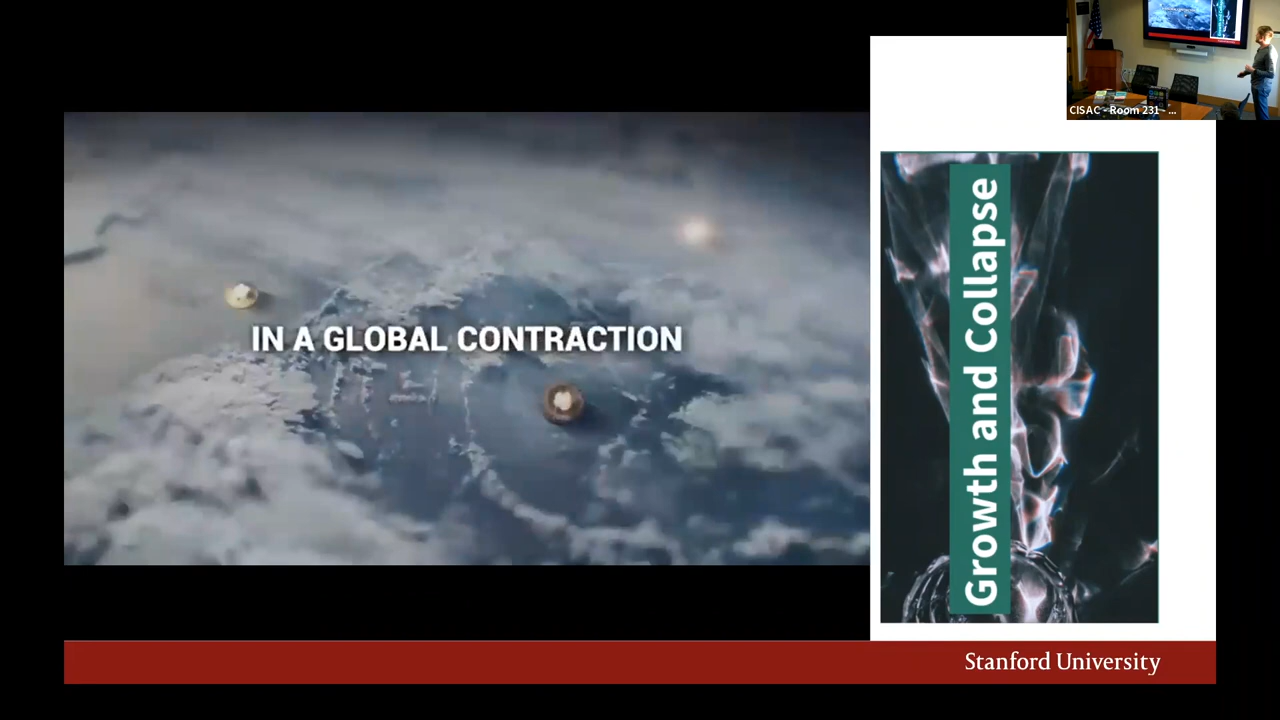 IN A GLOBAL CONTRACTION
CISAC - Room 231 - ...
Growth and Collapse
Stanford University